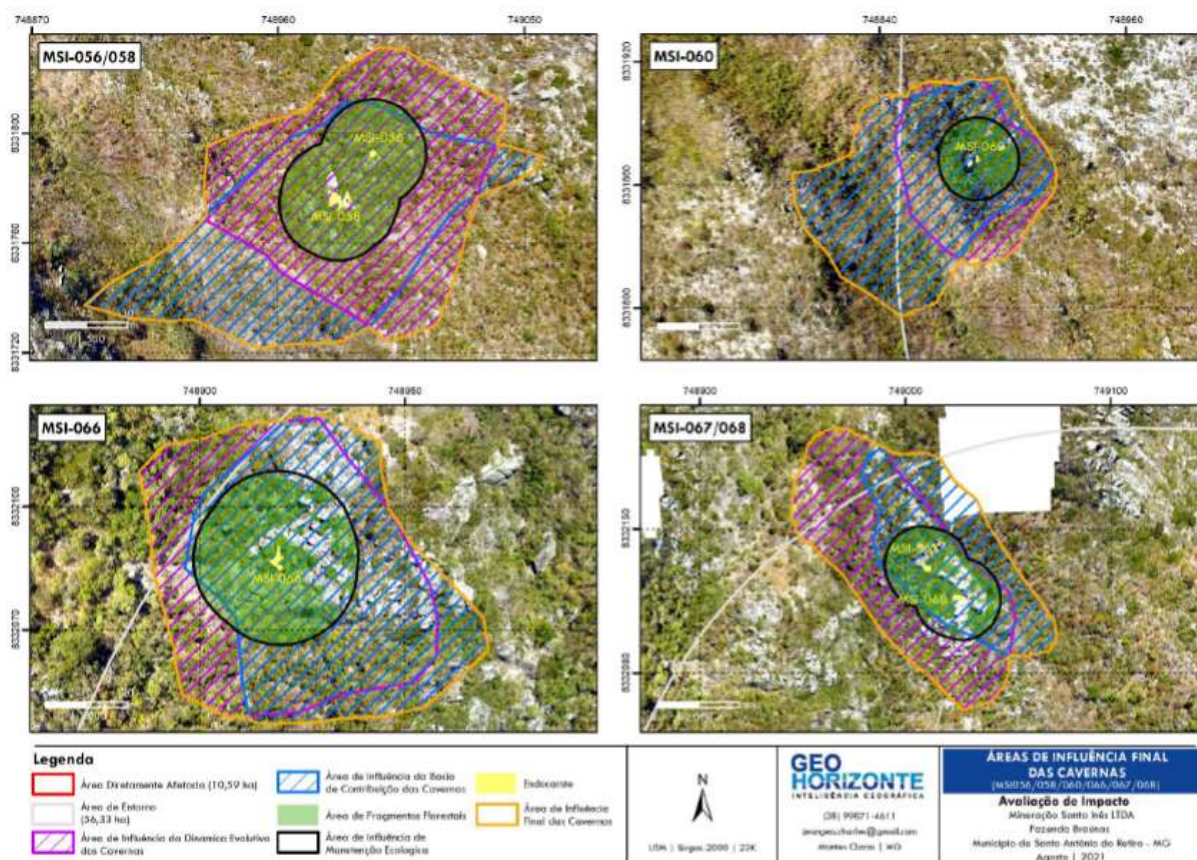 748870 748960 749050
748840 748960
MSI-056/058
MSI-060
8331920
8331800
MSI-056
MSI-058
MSI-060
8331760
8331720
748900 748950
748900 749000 749100
MSI-066
MSI-067/068
8332100
MSI-066
8332070
Legenda
Área Diretamente Afetada (10,59 ha)
Área de Entorno
(56,33 ha)
Área de Influência da Dinâmica Evolutiva
das Cavernas
Área de Influência da Bacia
de Contribuição das Cavernas
Área de Fragmentos Florestais
Área de Influência de
Manutenção Ecológica
Endocarste
Área de Influência
Final das Cavernas
N
UTM | Sirgas 2000 | 23K
GEO
HORIZONTE
INTELIGÊNCIA GEOGRÁFICA
(38) 99871-4611
Montes Claros | MG
ÁREAS DE INFLUÊNCIA FINAL
DAS CAVERNAS
(MSI056/058/060/066/067/068)
Avaliação de Impacto
Mineração Santa Inês LTDA
Fazenda Braúnas
Município de Santo Antônio do Retiro - MG
Agosto | 2021